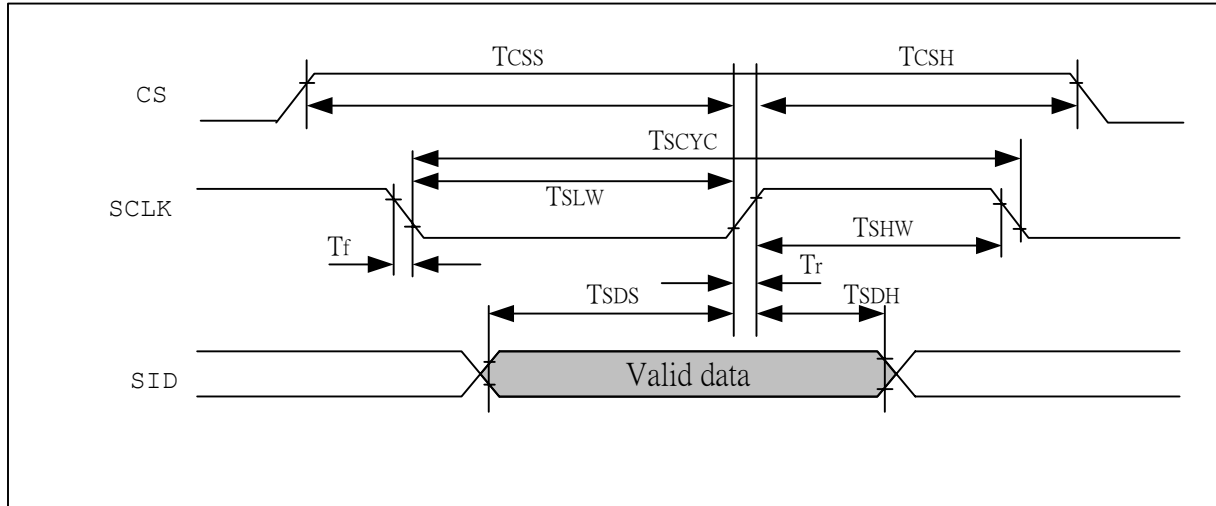 TCSS
TCSH
CS
TSCYC
TSLW
SCLK
TSHW
Tf
Tr
TSDS
TSDH
SID
Valid data